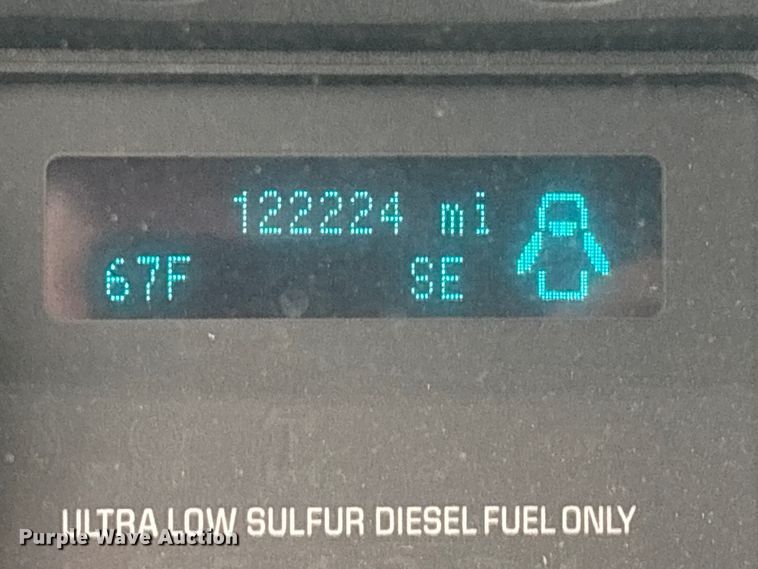 122224 mi
67F SE
ULTRA LOW SULFUR DIESEL FUEL ONLY
Purple Wave Auction